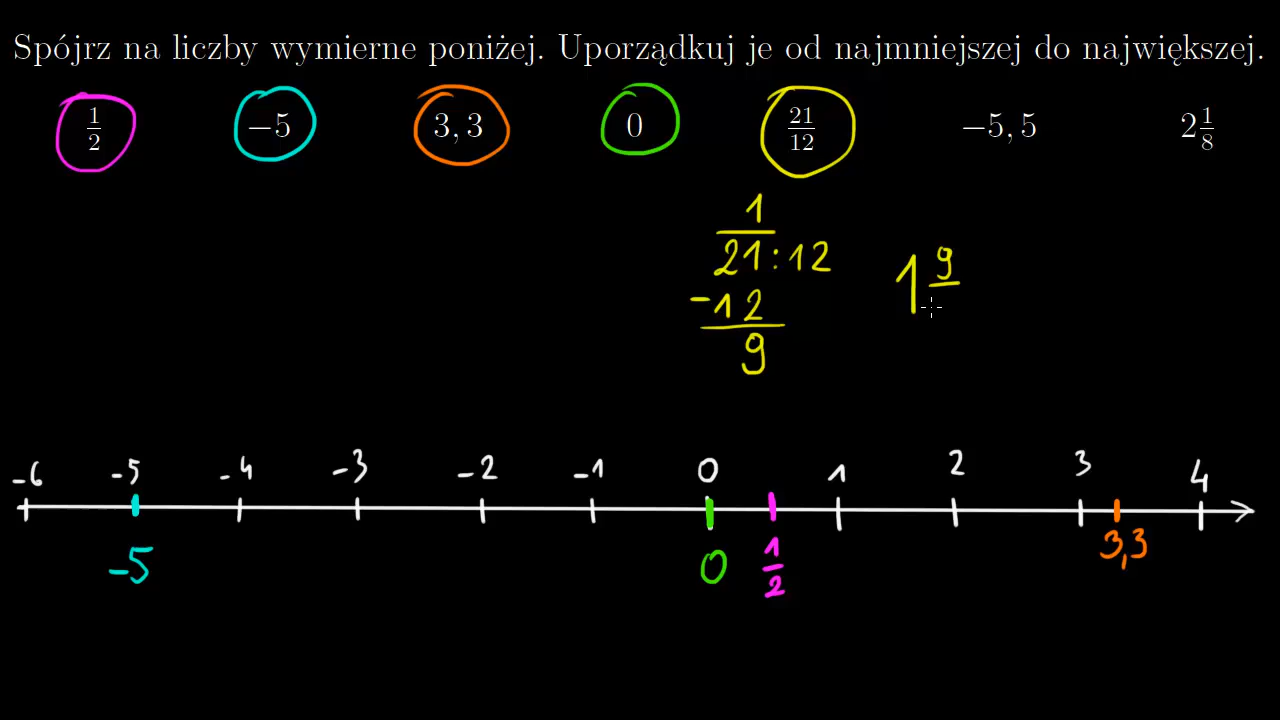 Spójrz na liczby wymierne poniżej. Uporządkuj je od najmniejszej do największej.
1/2 −5 3,3 0 21/12 −5,5 2 1/8
1
21:12 1 9
-12
9
-6 -5 -4 -3 -2 -1 0 1 2 3 4
-5 0 1/2 3,3